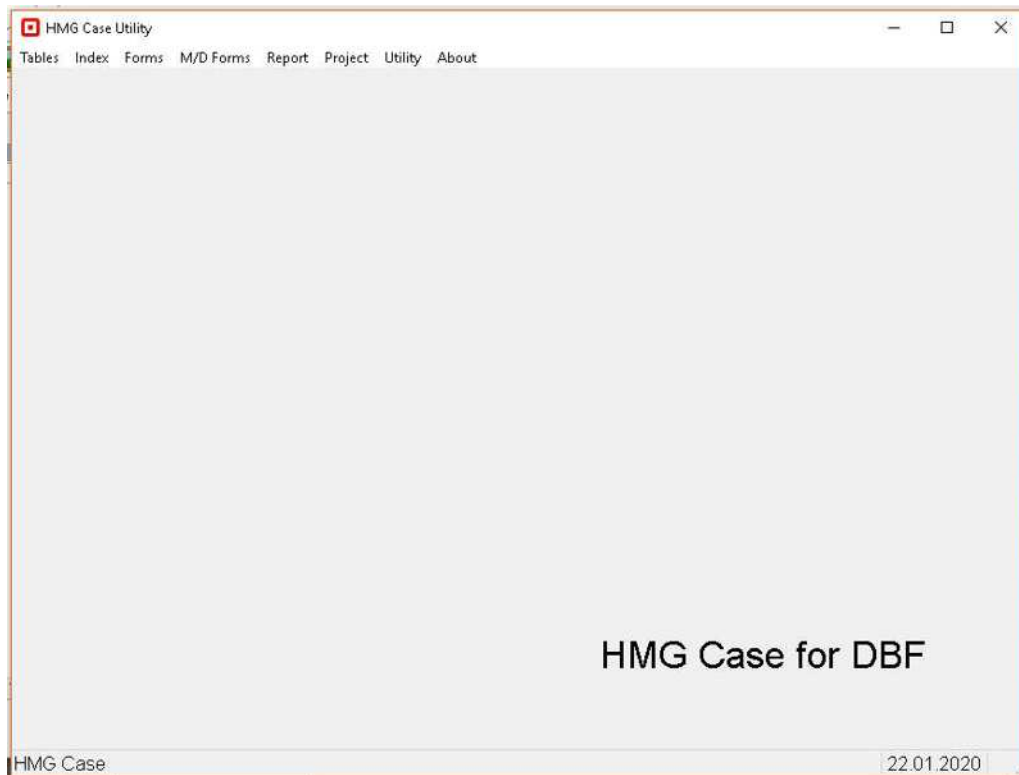 HMG Case Utility
Tables Index Forms M/D Forms Report Project Utility About
HMG Case for DBF
HMG Case 22.01.2020